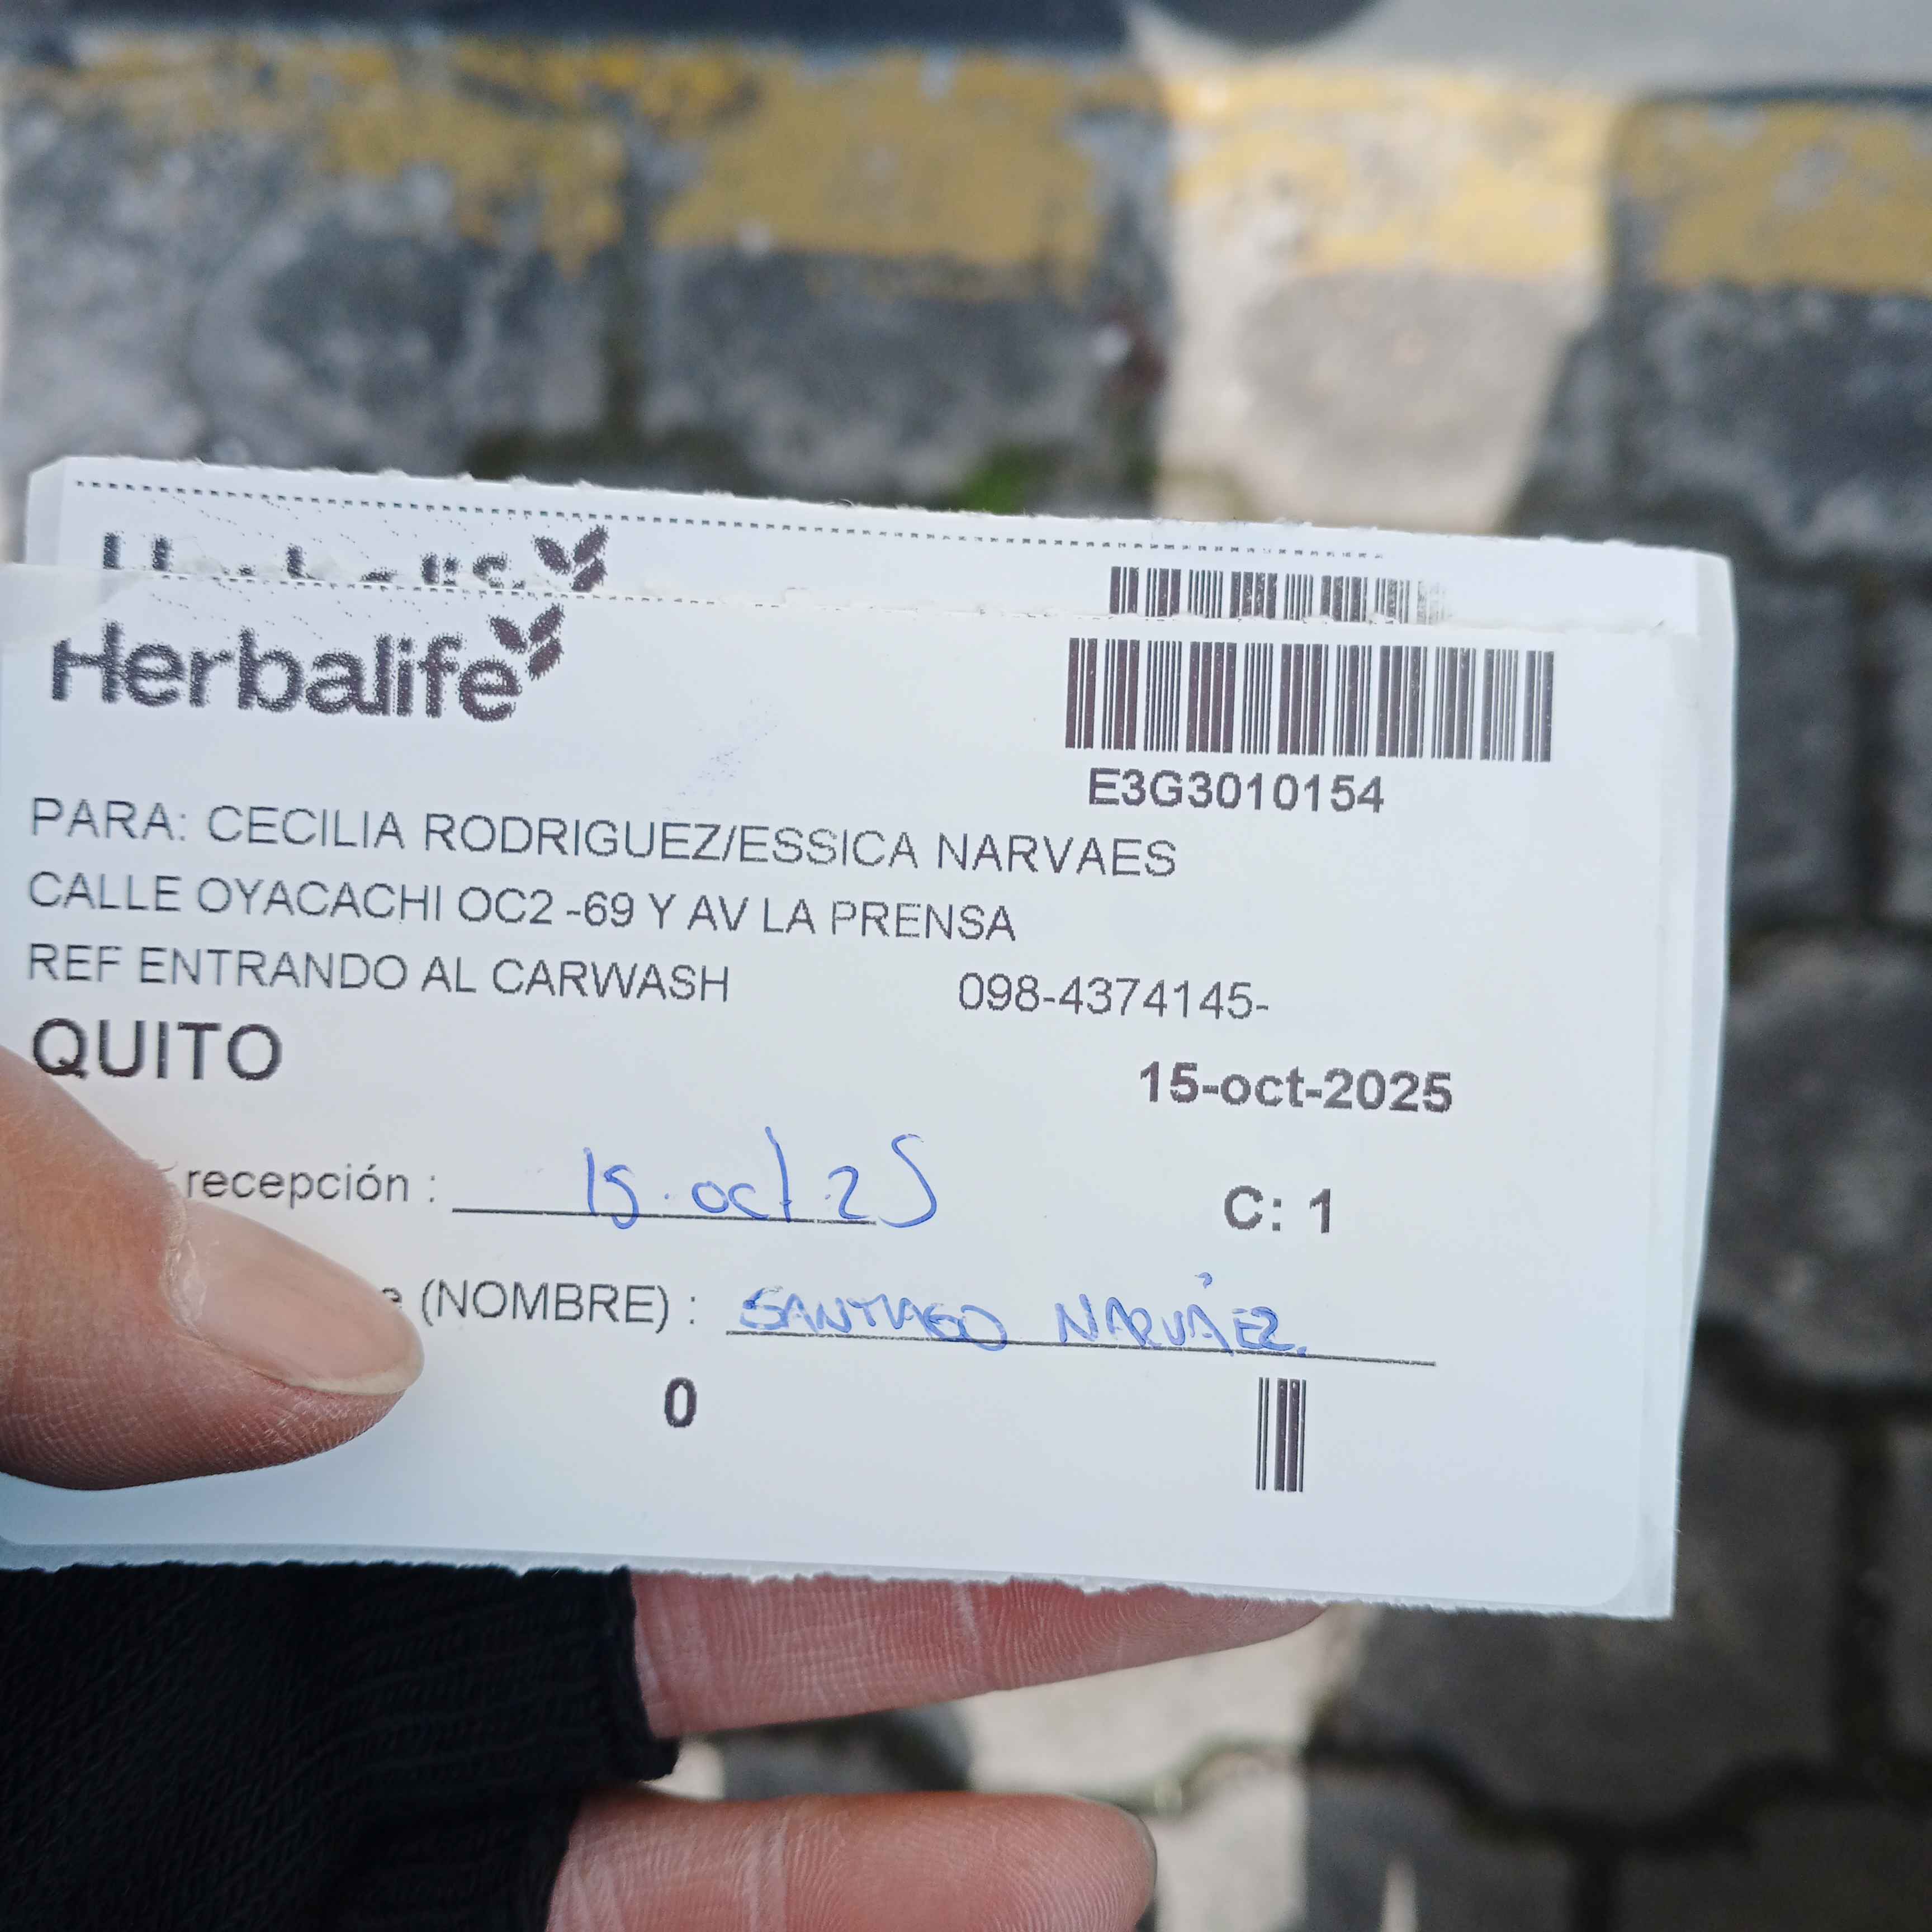 Herbalife
E3G3010154
PARA: CECILIA RODRIGUEZ/ESSICA NARVAES
CALLE OYACACHI OC2 -69 Y AV LA PRENSA
REF ENTRANDO AL CARWASH 098-4374145-
QUITO
15-oct-2025
recepción : 15.oct 25
C: 1
(NOMBRE) : SANTIAGO NARVÁEZ.
0